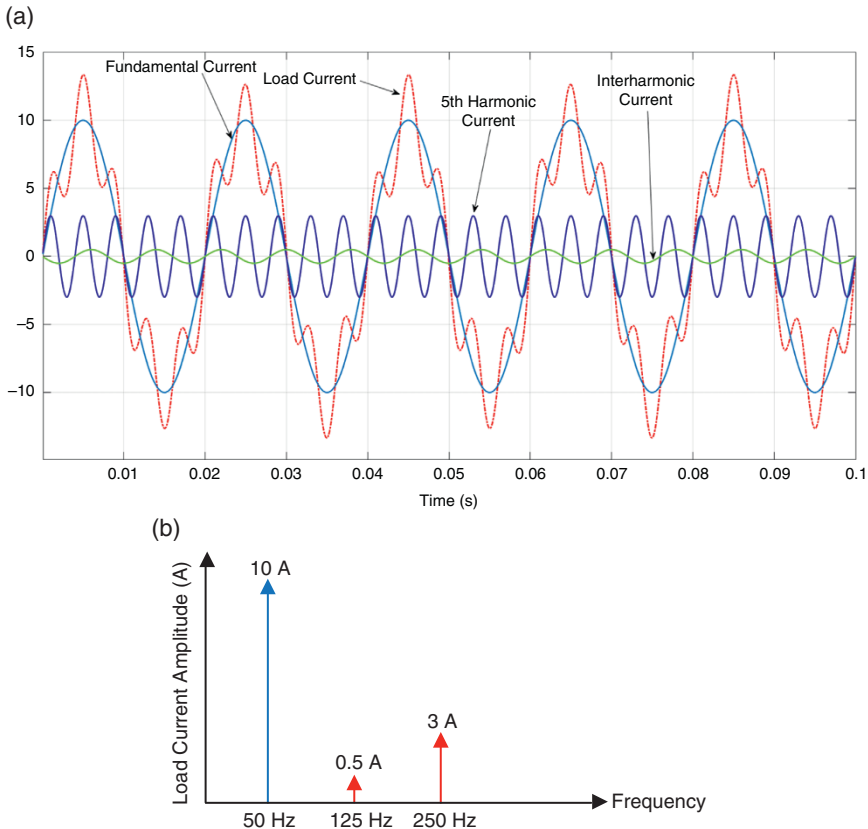 (a)
15
10
5
0
−5
−10
Fundamental Current
Load Current
5th Harmonic
Current
Interharmonic
Current
0.01 0.02 0.03 0.04 0.05 0.06 0.07 0.08 0.09 0.1
Time (s)
(b)
Load Current Amplitude (A)
10 A
0.5 A
3 A
50 Hz 125 Hz 250 Hz
Frequency